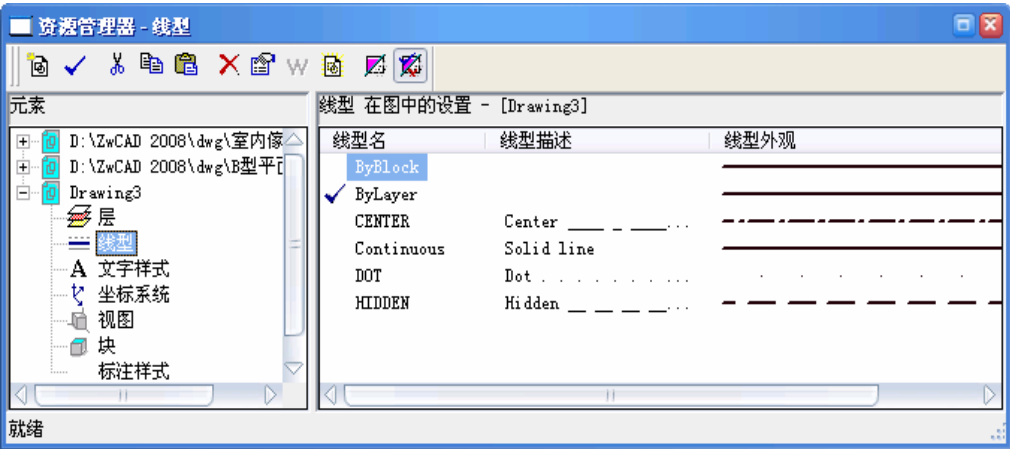 资源管理器 - 线型
元素
线型 在图中的设置 - [Drawing3]
D:\ZwCAD 2008\dwg\室内
D:\ZwCAD 2008\dwg\B型平
Drawing3
层
线型
文字样式
坐标系统
视图
块
标注样式
线型名 线型描述 线型外观
ByBlock
ByLayer
CENTER Center ___ _ ___...
Continuous Solid line
DOT Dot . . . . . . . . ...
HIDDEN Hidden __ __ __ __...
就绪